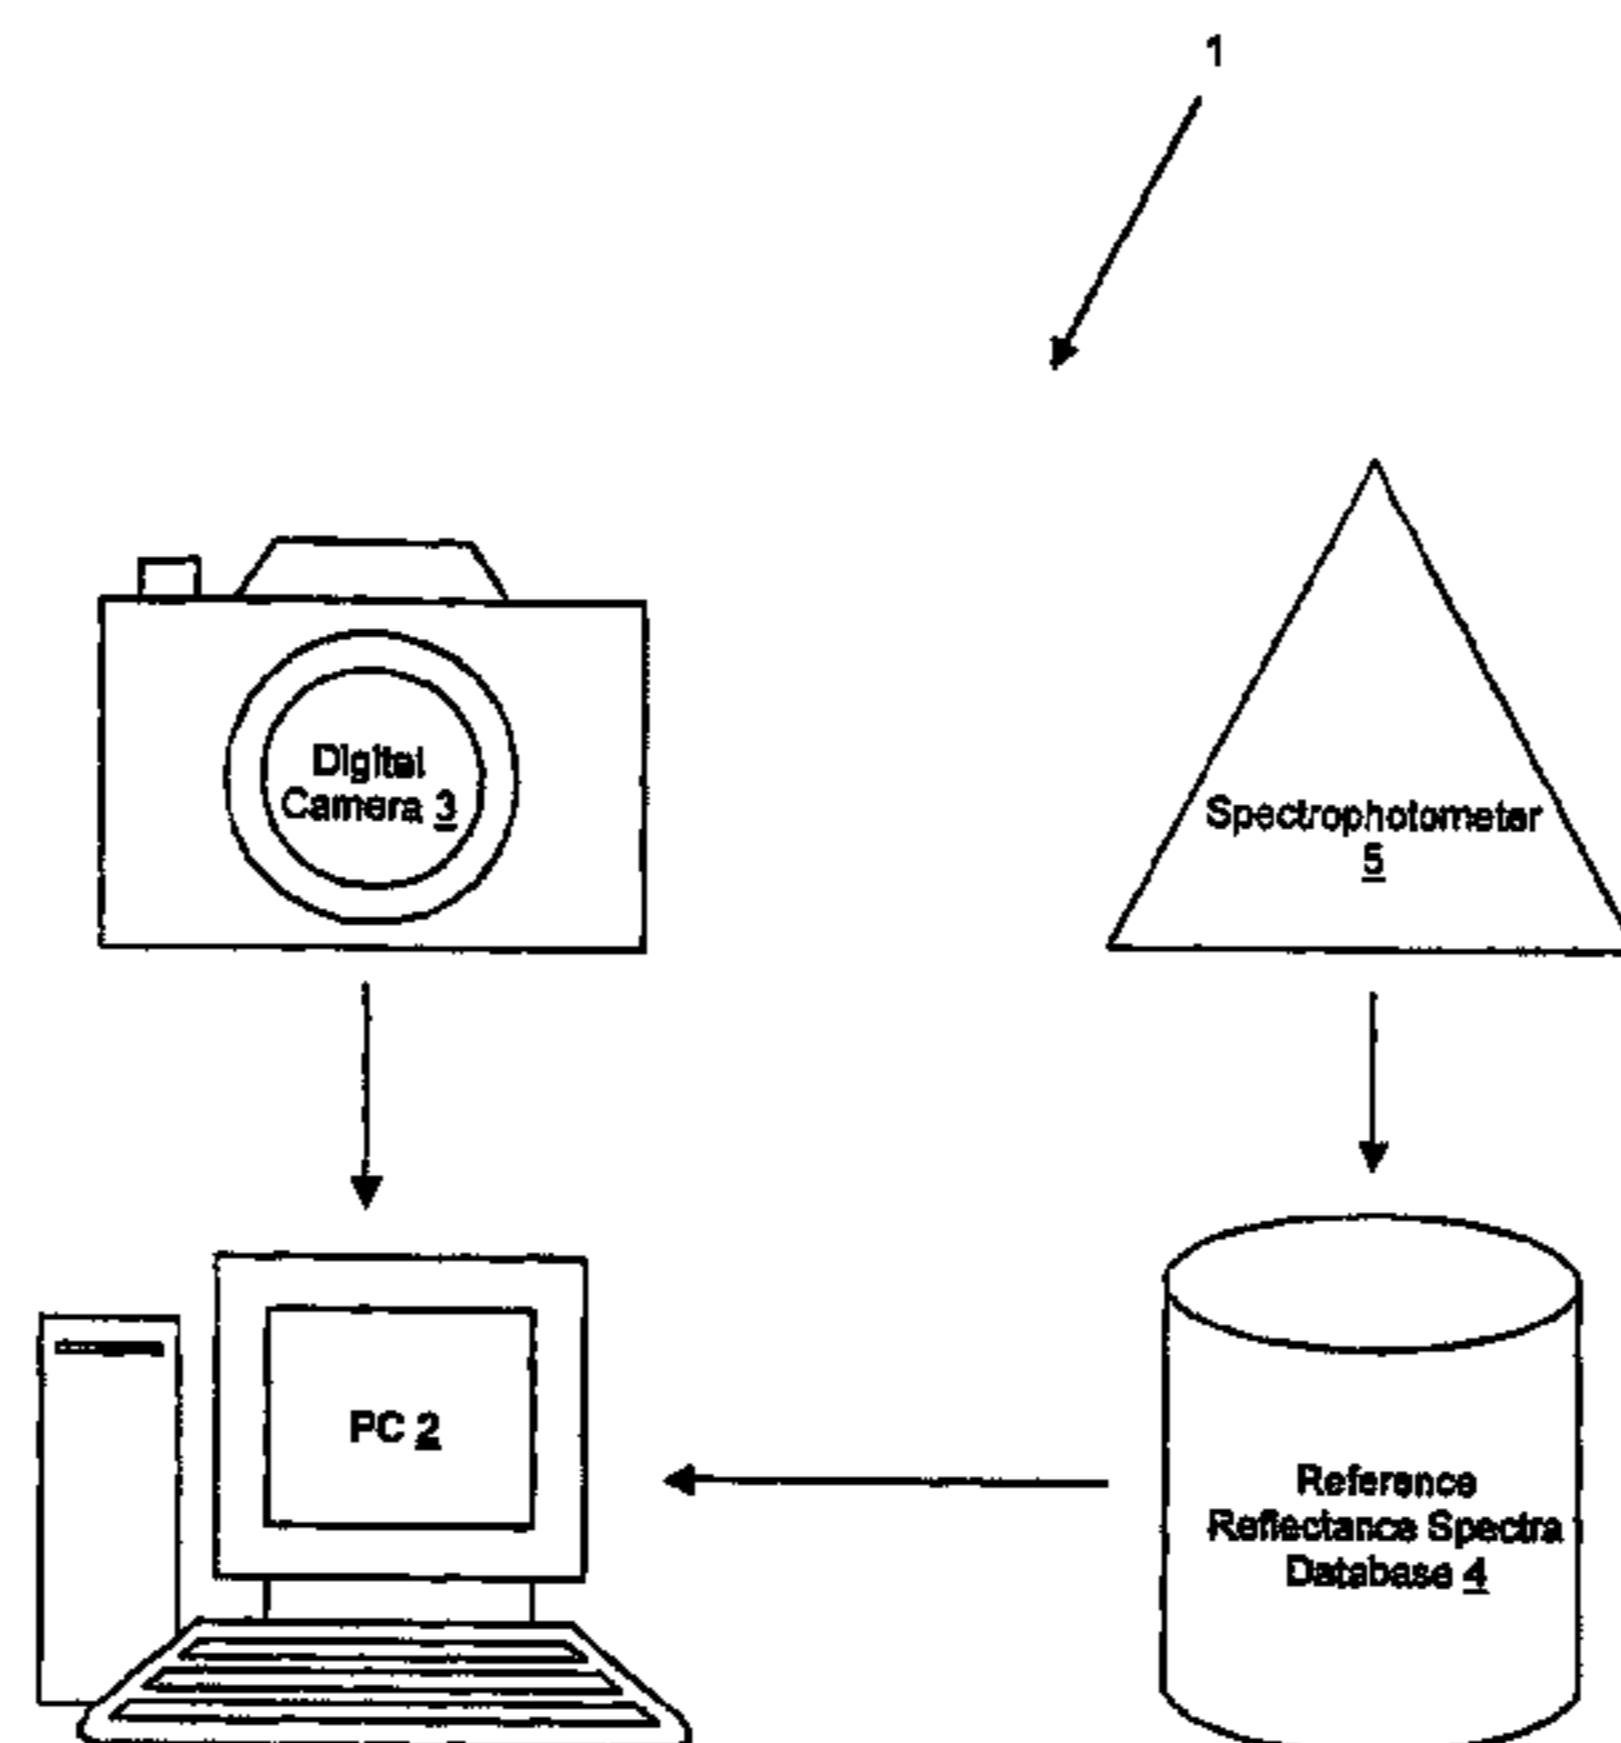 1
Digital
Camera 3
Spectrophotometer
5
PC 2
Reference
Reflectance Spectra
Database 4